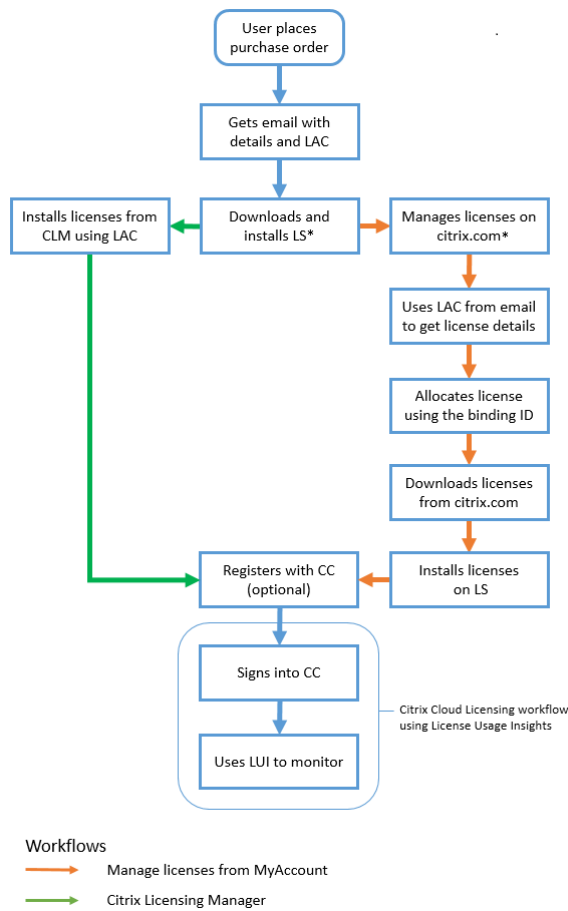 User places
purchase order
Gets email with
details and LAC
Installs licenses from
CLM using LAC
Downloads and
installs LS*
Manages licenses on
citrix.com*
Uses LAC from email
to get license details
Allocates license
using the binding ID
Downloads licenses
from citrix.com
Registers with CC
(optional)
Installs licenses
on LS
Signs into CC
Citrix Cloud Licensing workflow
using License Usage Insights
Uses LUI to monitor
Workflows
Manage licenses from MyAccount
Citrix Licensing Manager